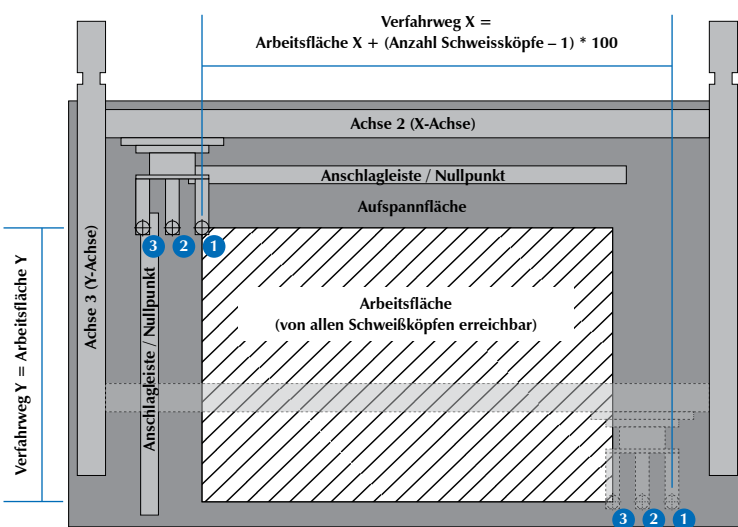 Verfahrweg X =
Arbeitsfläche X + (Anzahl Schweissköpfe – 1) * 100
Achse 2 (X-Achse)
Anschlagleiste / Nullpunkt
Aufspannfläche
3 2 1
Achse 3 (Y-Achse)
Anschlagleiste / Nullpunkt
Verfahrweg Y = Arbeitsfläche Y
Arbeitsfläche
(von allen Schweißköpfen erreichbar)
3 2 1